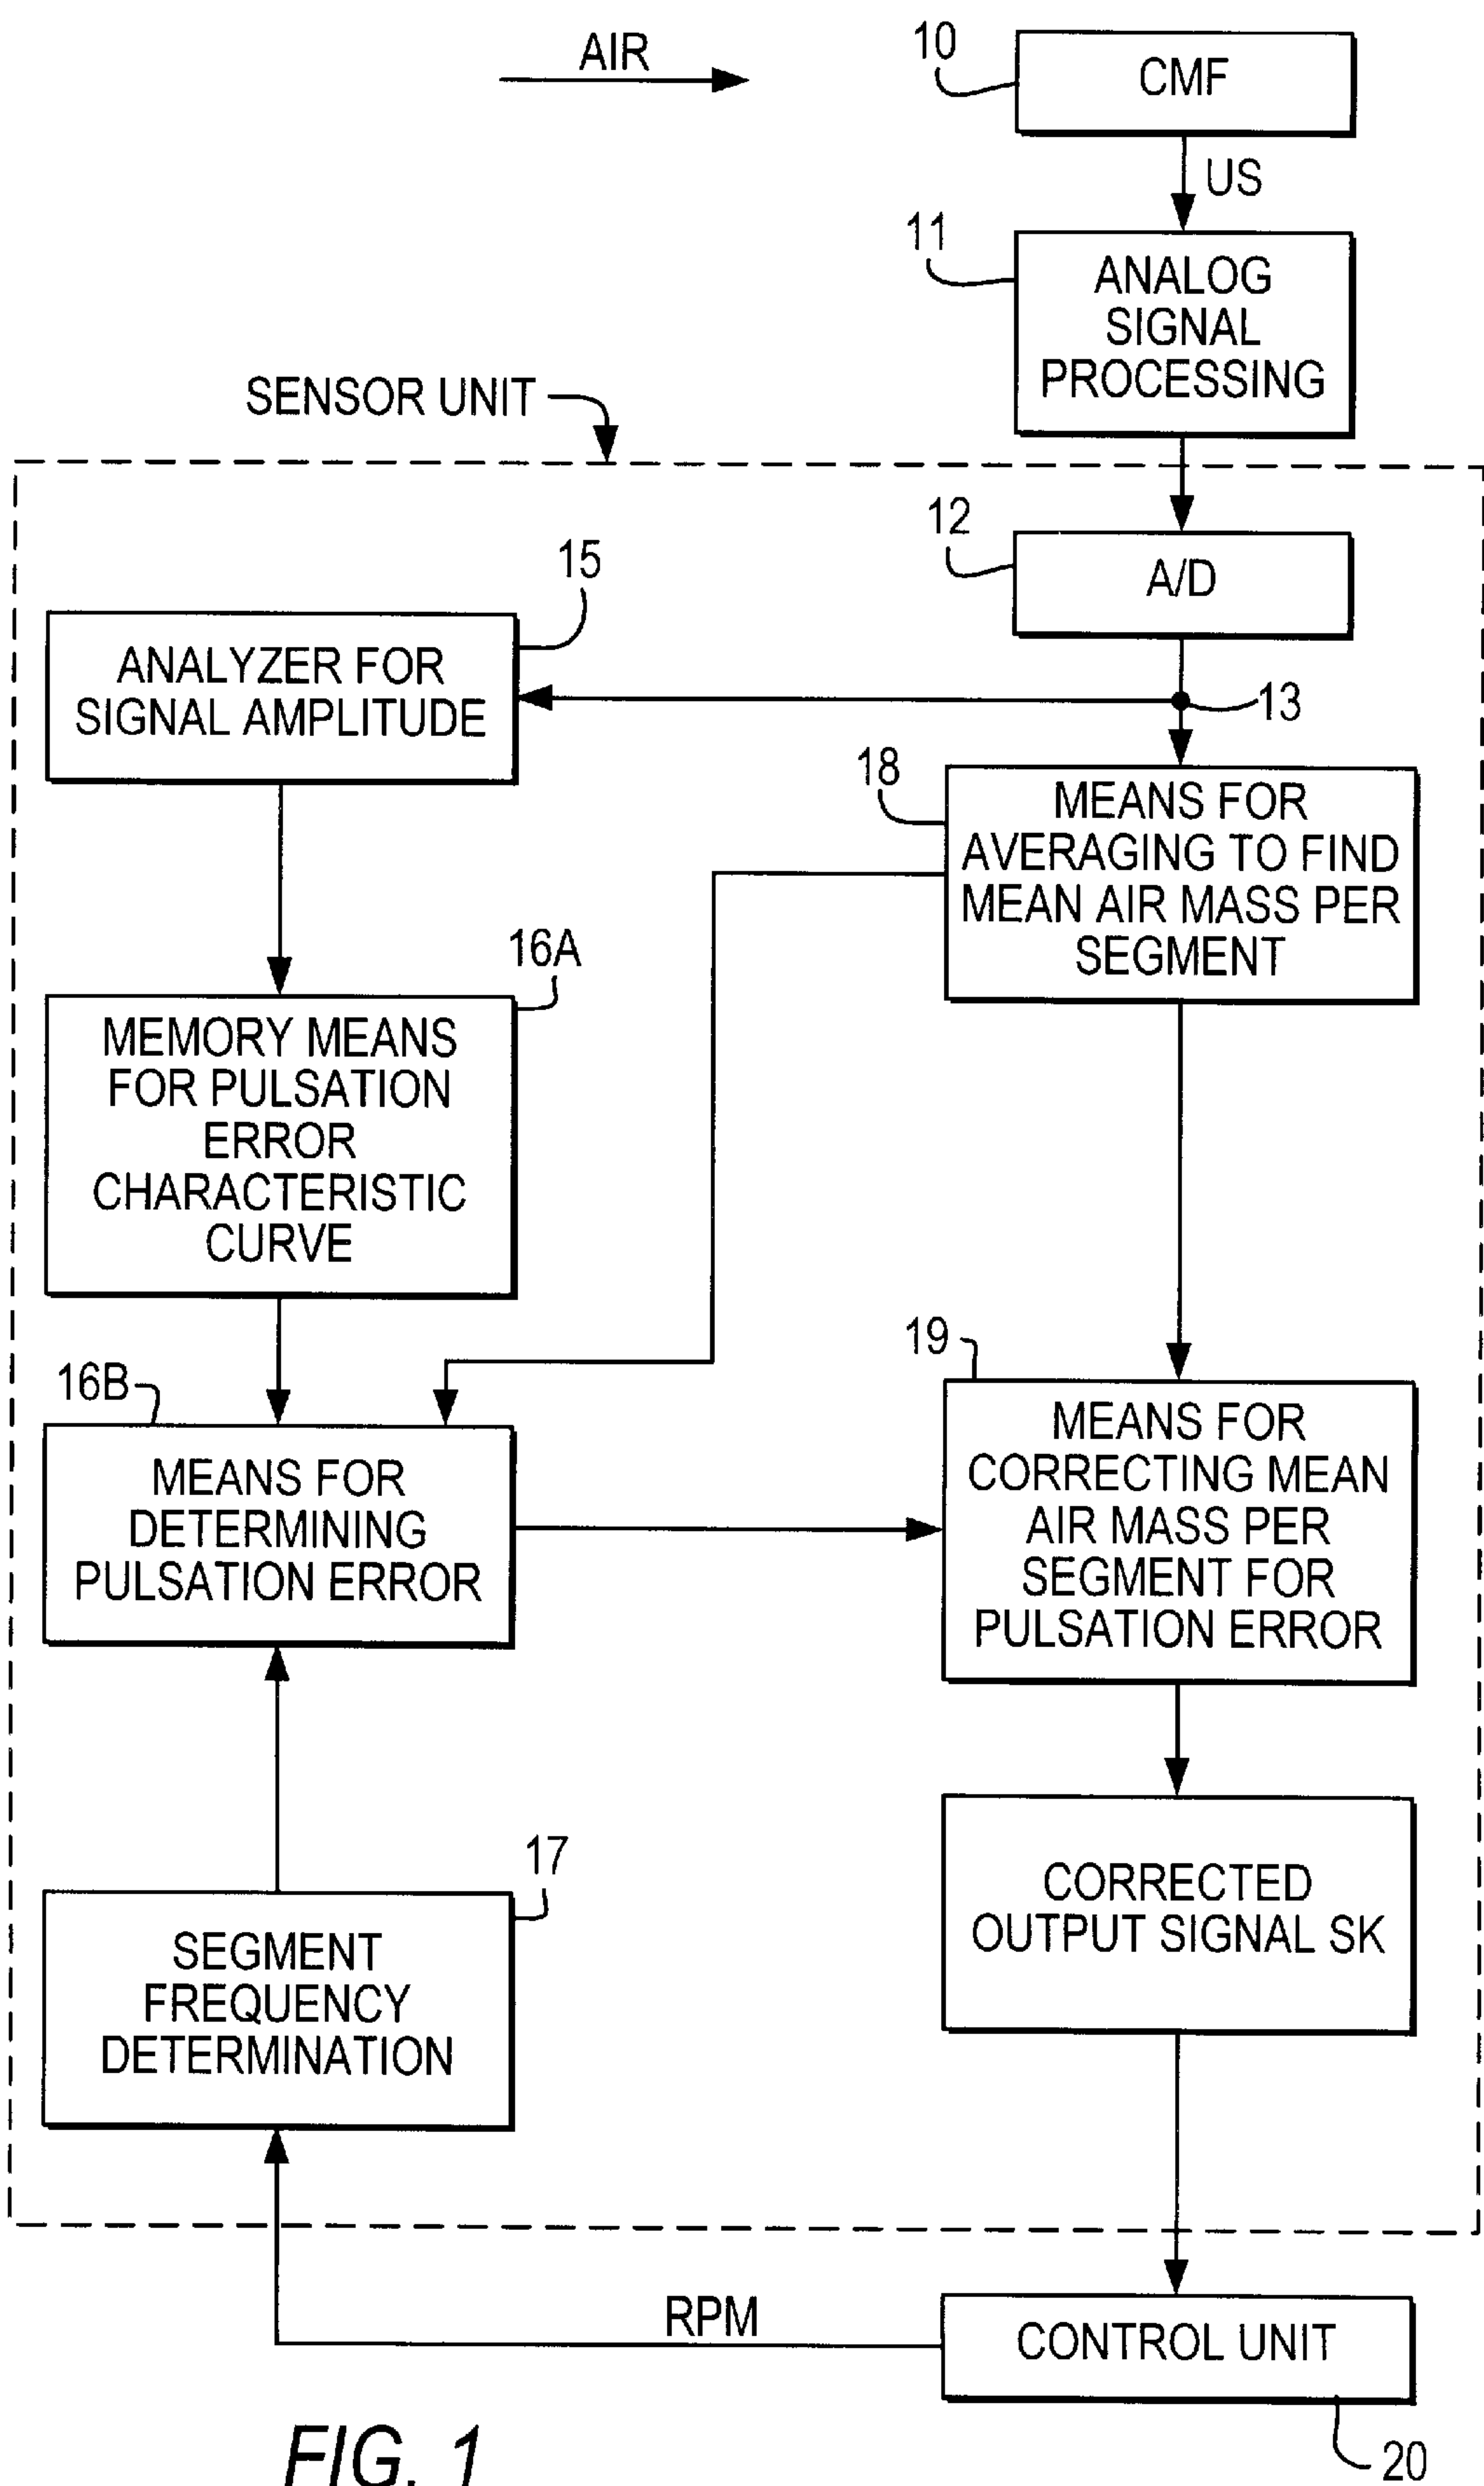 AIR
10
CMF
US
11
ANALOG
SIGNAL
PROCESSING
SENSOR UNIT
12
A/D
15
ANALYZER FOR
SIGNAL AMPLITUDE
13
18
MEANS FOR
AVERAGING TO FIND
MEAN AIR MASS PER
SEGMENT
16A
MEMORY MEANS
FOR PULSATION
ERROR
CHARACTERISTIC
CURVE
19
16B
MEANS FOR
DETERMINING
PULSATION ERROR
MEANS FOR
CORRECTING MEAN
AIR MASS PER
SEGMENT FOR
PULSATION ERROR
17
SEGMENT
FREQUENCY
DETERMINATION
CORRECTED
OUTPUT SIGNAL SK
RPM
CONTROL UNIT
20
FIG. 1